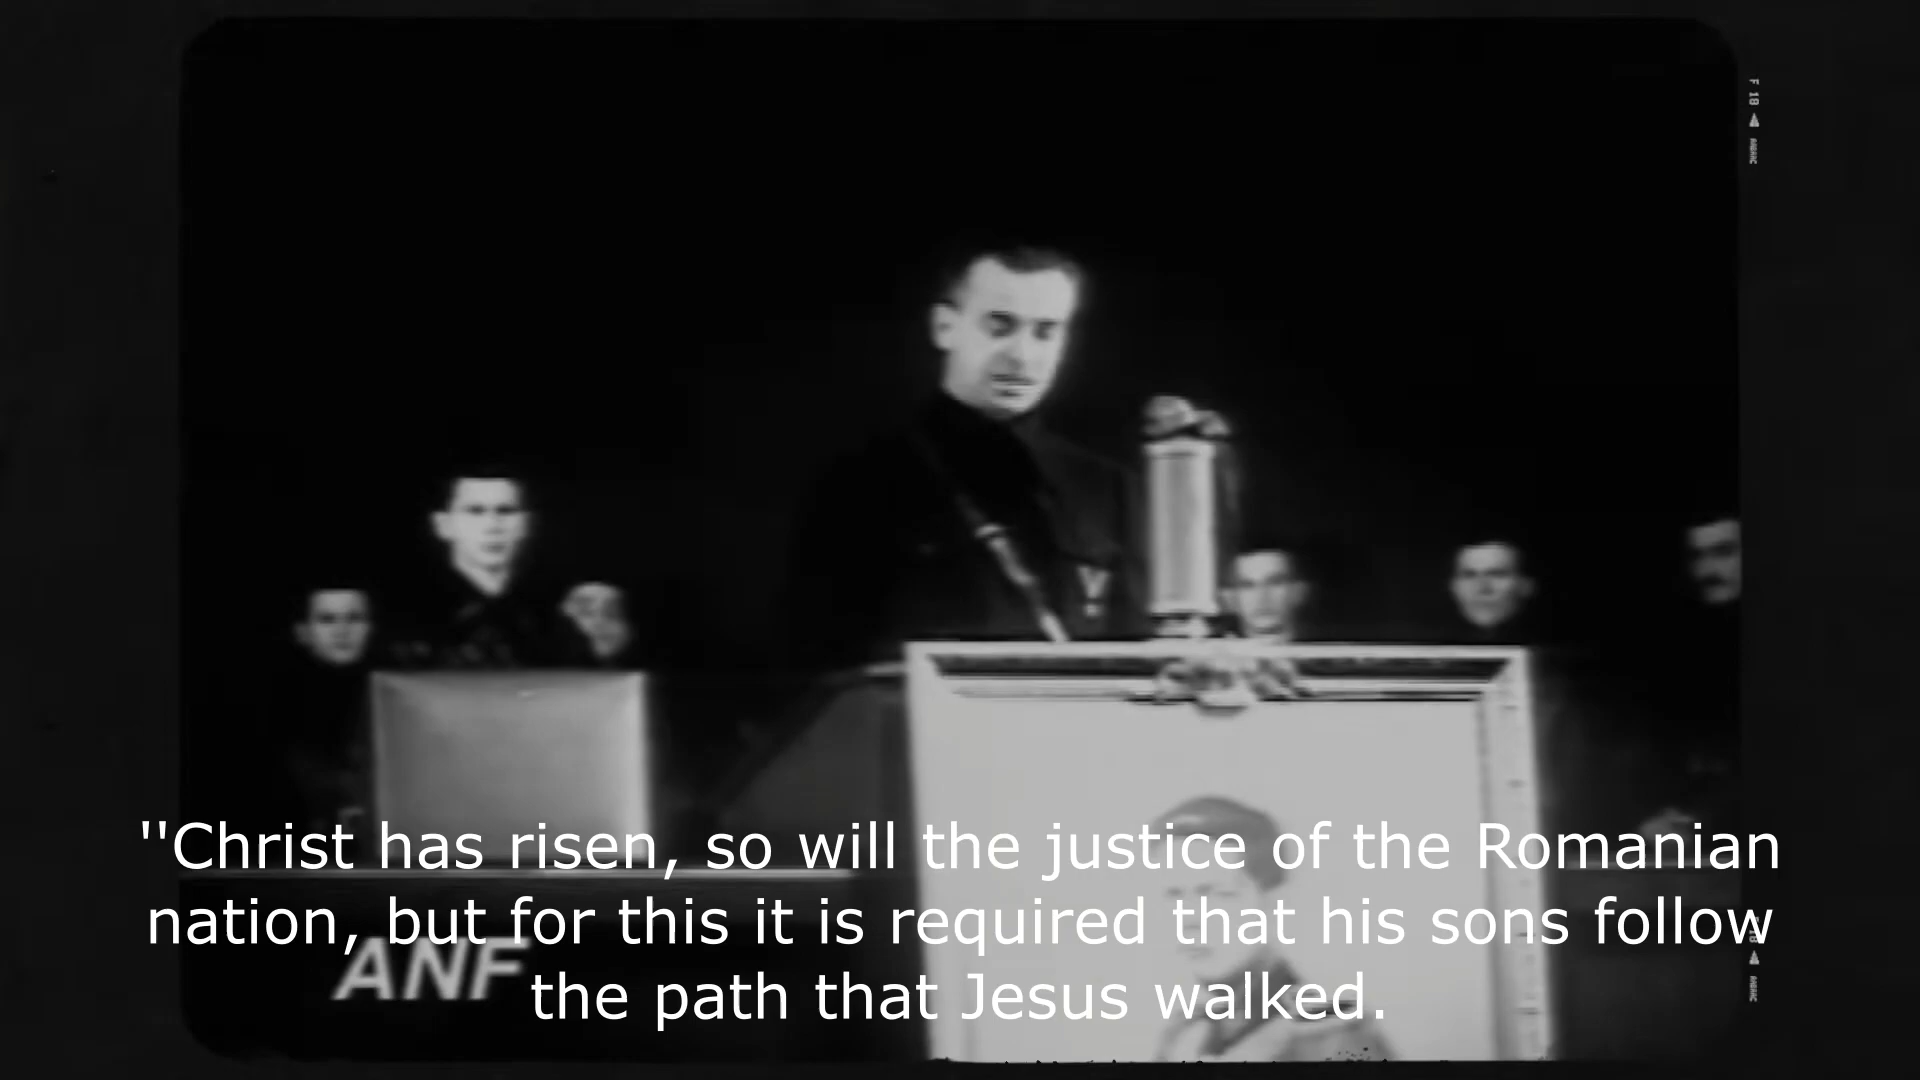 F 18
''Christ has risen, so will the justice of the Romanian
nation, but for this it is required that his sons follow
ANF
the path that Jesus walked.